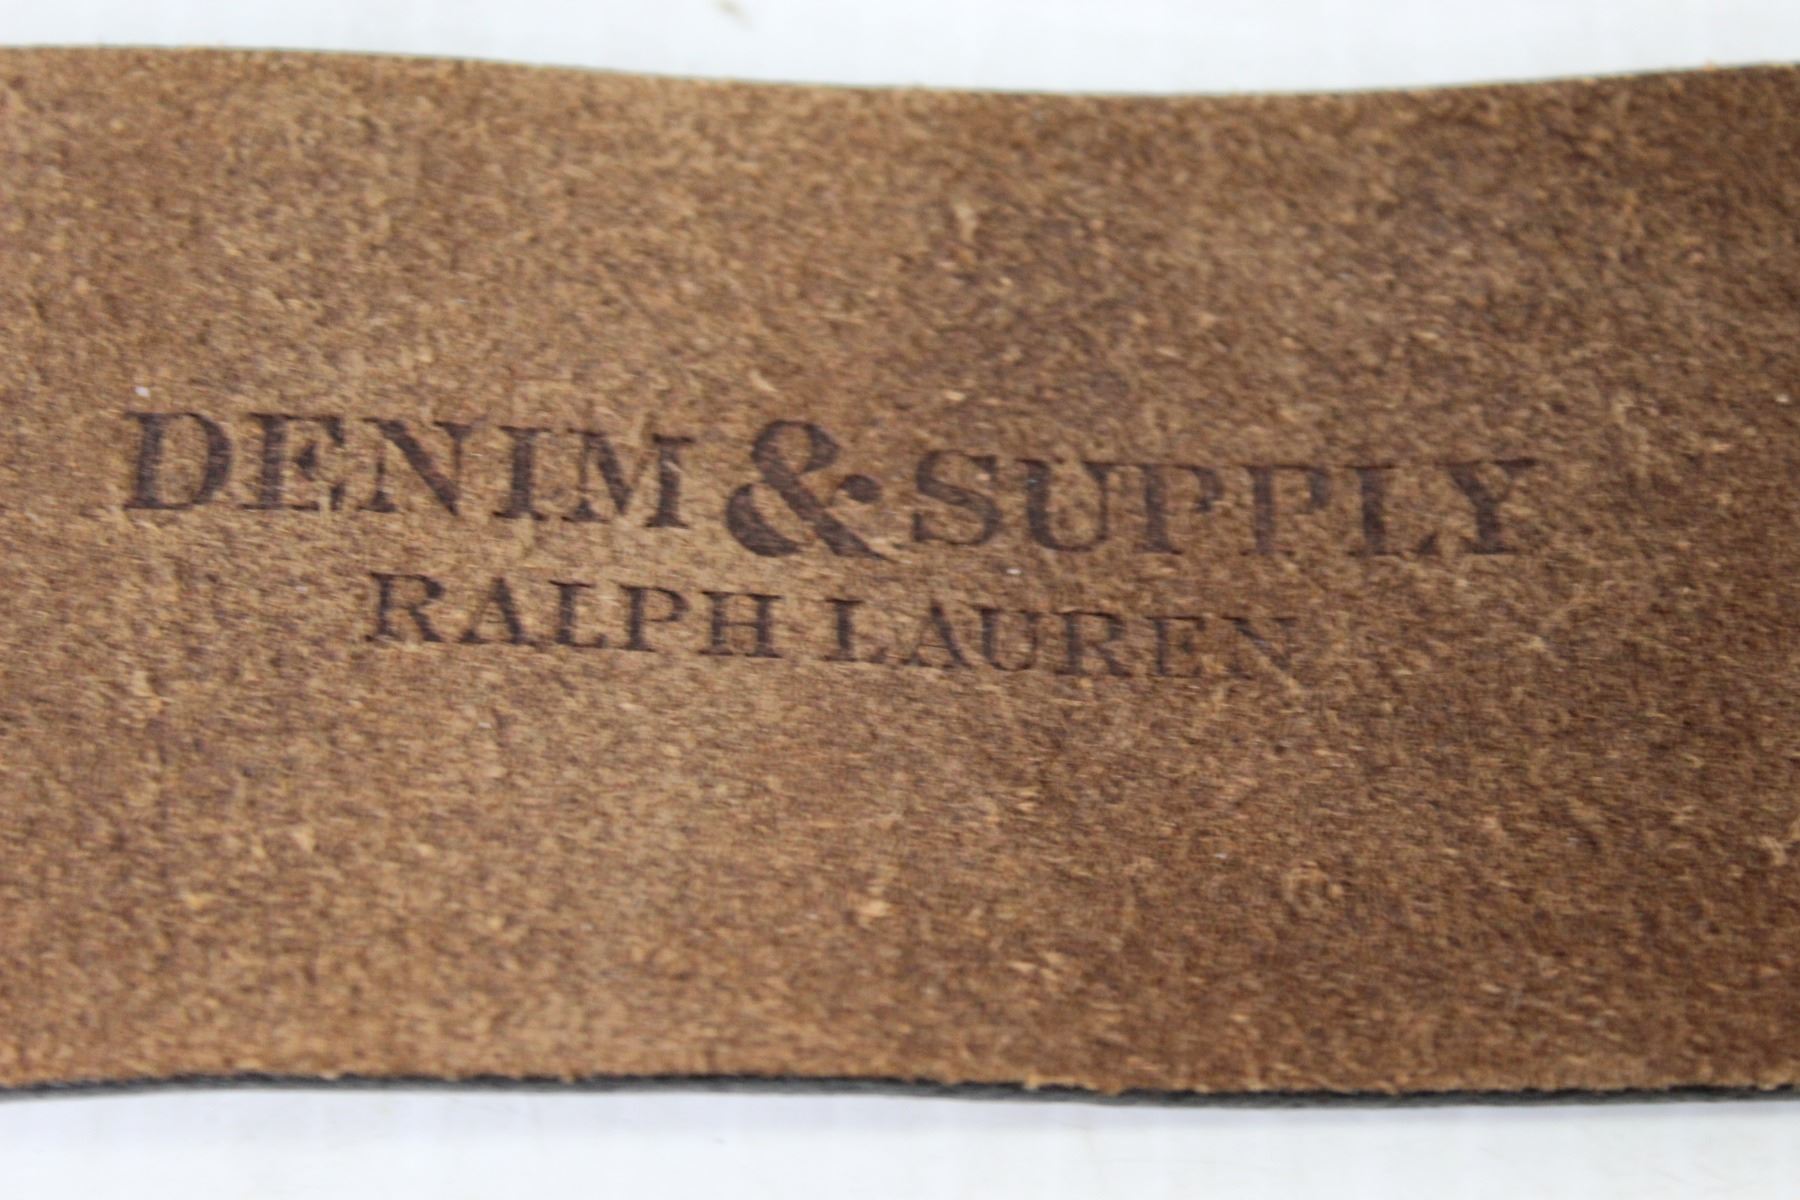 DENIM & SUPPLY
RALPH LAUREN